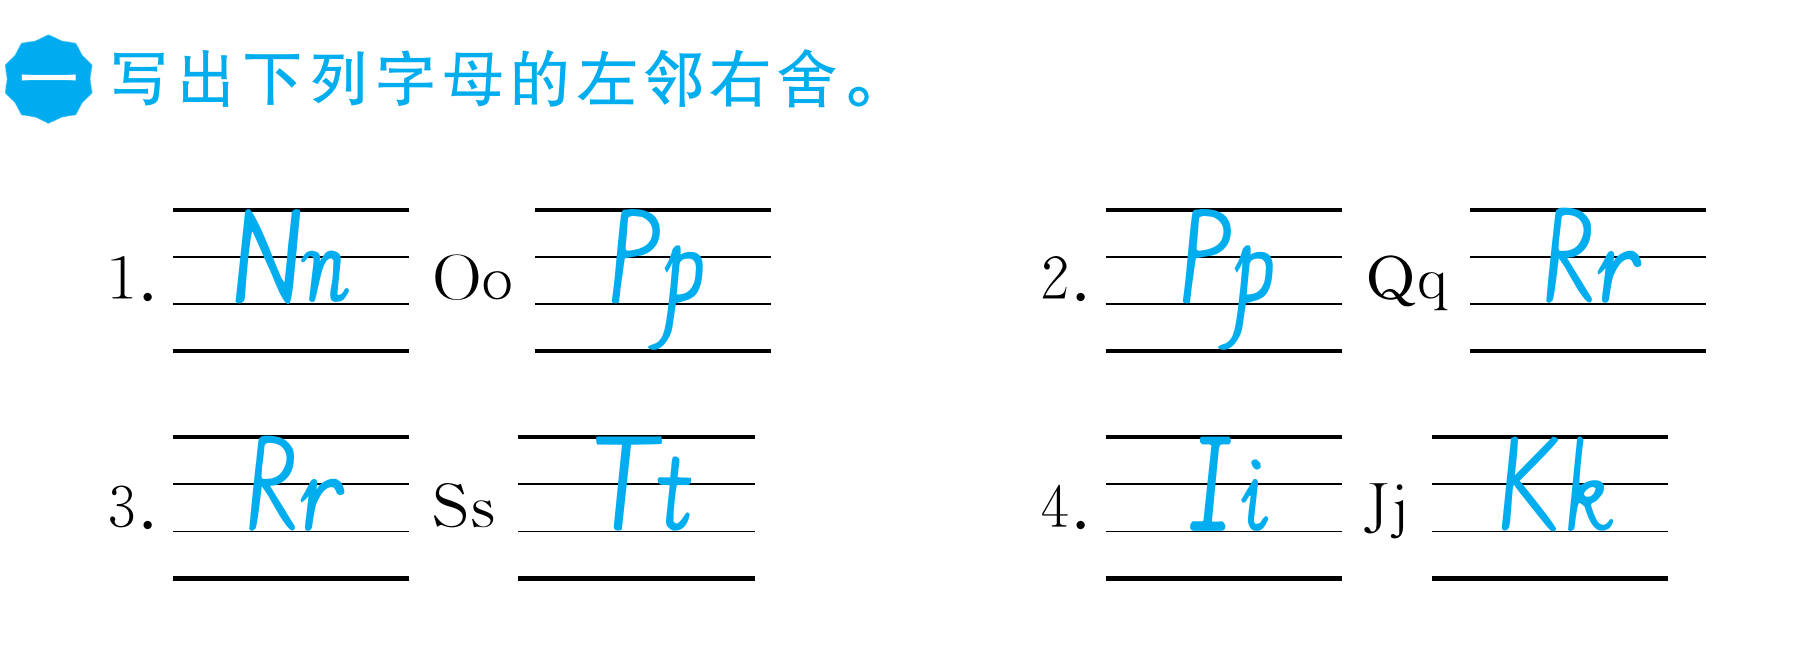 一 写出下列字母的左邻右舍。
1. Nn Oo Pp 2. Pp Qq Rr
3. Rr Ss Tt 4. Ii Jj Kk